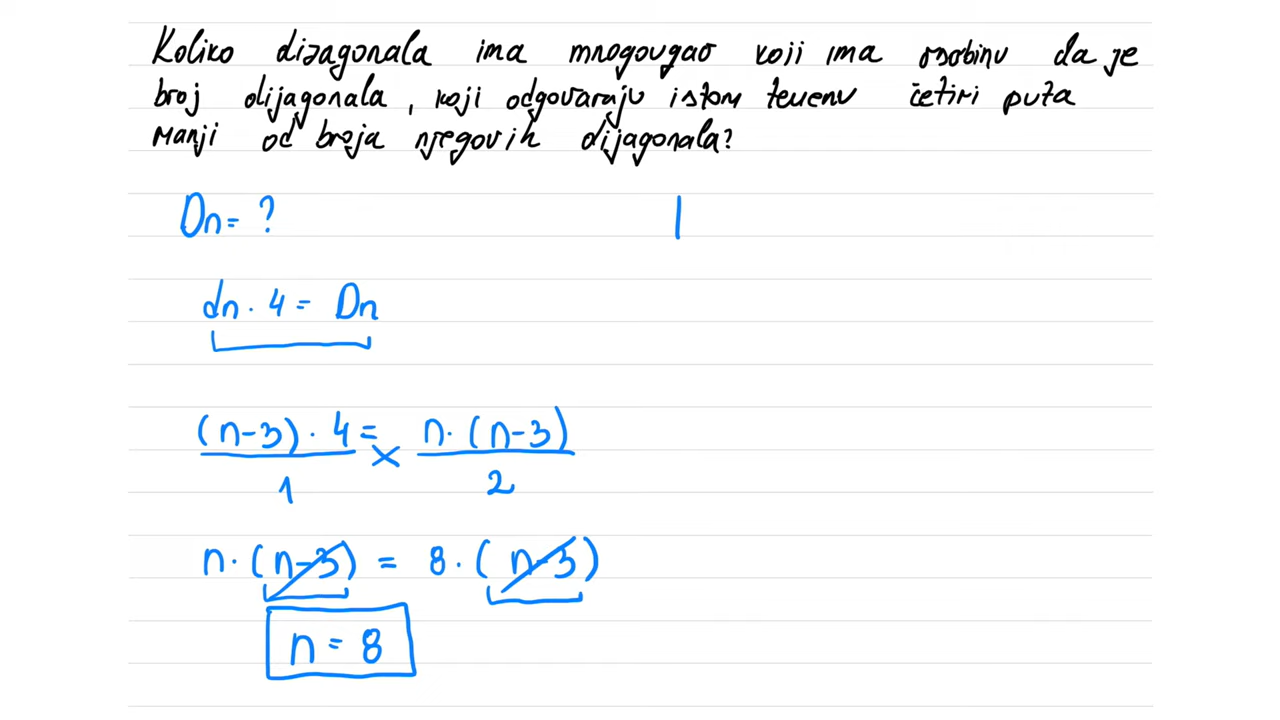 Koliko dijagonala ima mnogougao koji ima osobinu da je
broj dijagonala, koji odgovaraju istom temenu četiri puta
manji od broja njegovih dijagonala?
Dn = ?
dn · 4 = Dn
(n-3) · 4 / 1 = n · (n-3) / 2
n · (n-3) = 8 · (n-3)
n = 8